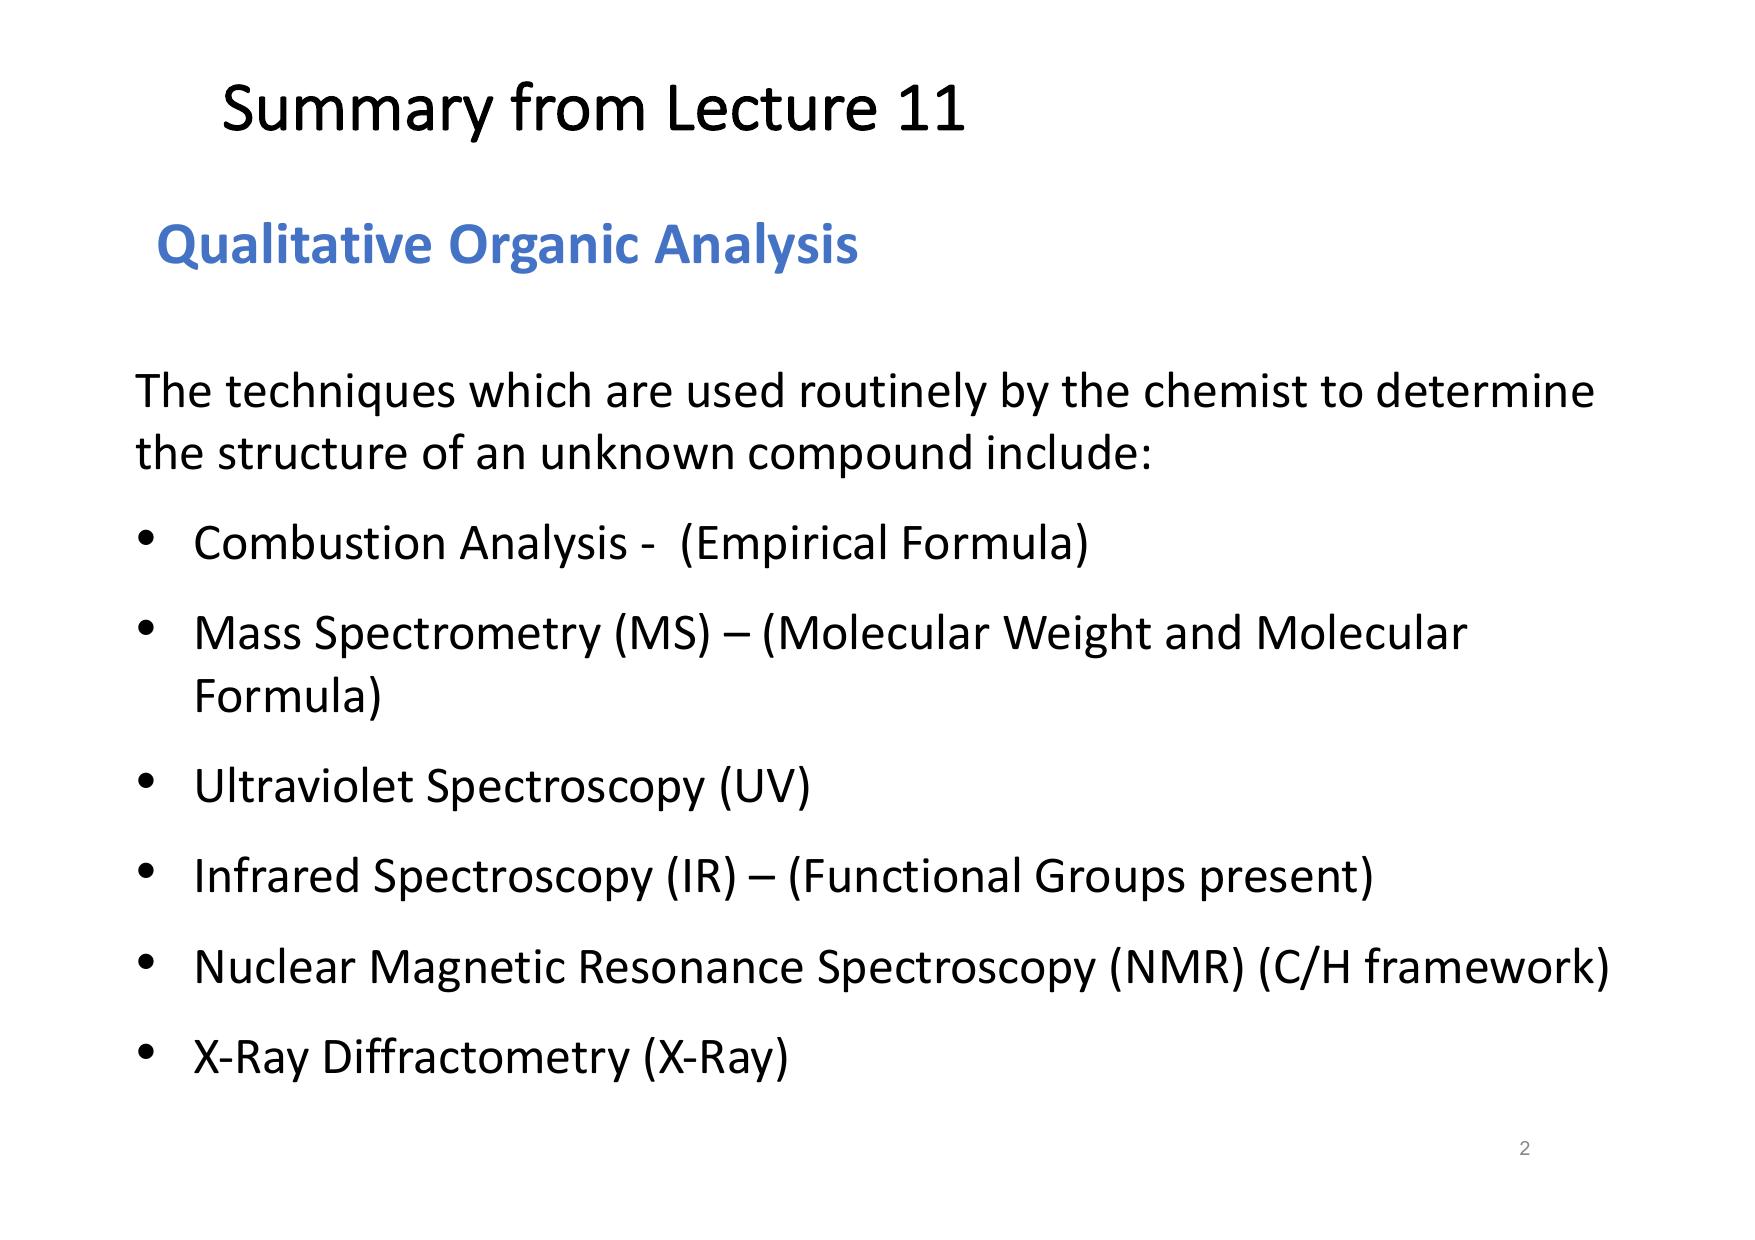 Summary from Lecture 11
Qualitative Organic Analysis
The techniques which are used routinely by the chemist to determine
the structure of an unknown compound include:
• Combustion Analysis -  (Empirical Formula)
• Mass Spectrometry (MS) – (Molecular Weight and Molecular
Formula)
• Ultraviolet Spectroscopy (UV)
• Infrared Spectroscopy (IR) – (Functional Groups present)
• Nuclear Magnetic Resonance Spectroscopy (NMR) (C/H framework)
• X-Ray Diffractometry (X-Ray)
2